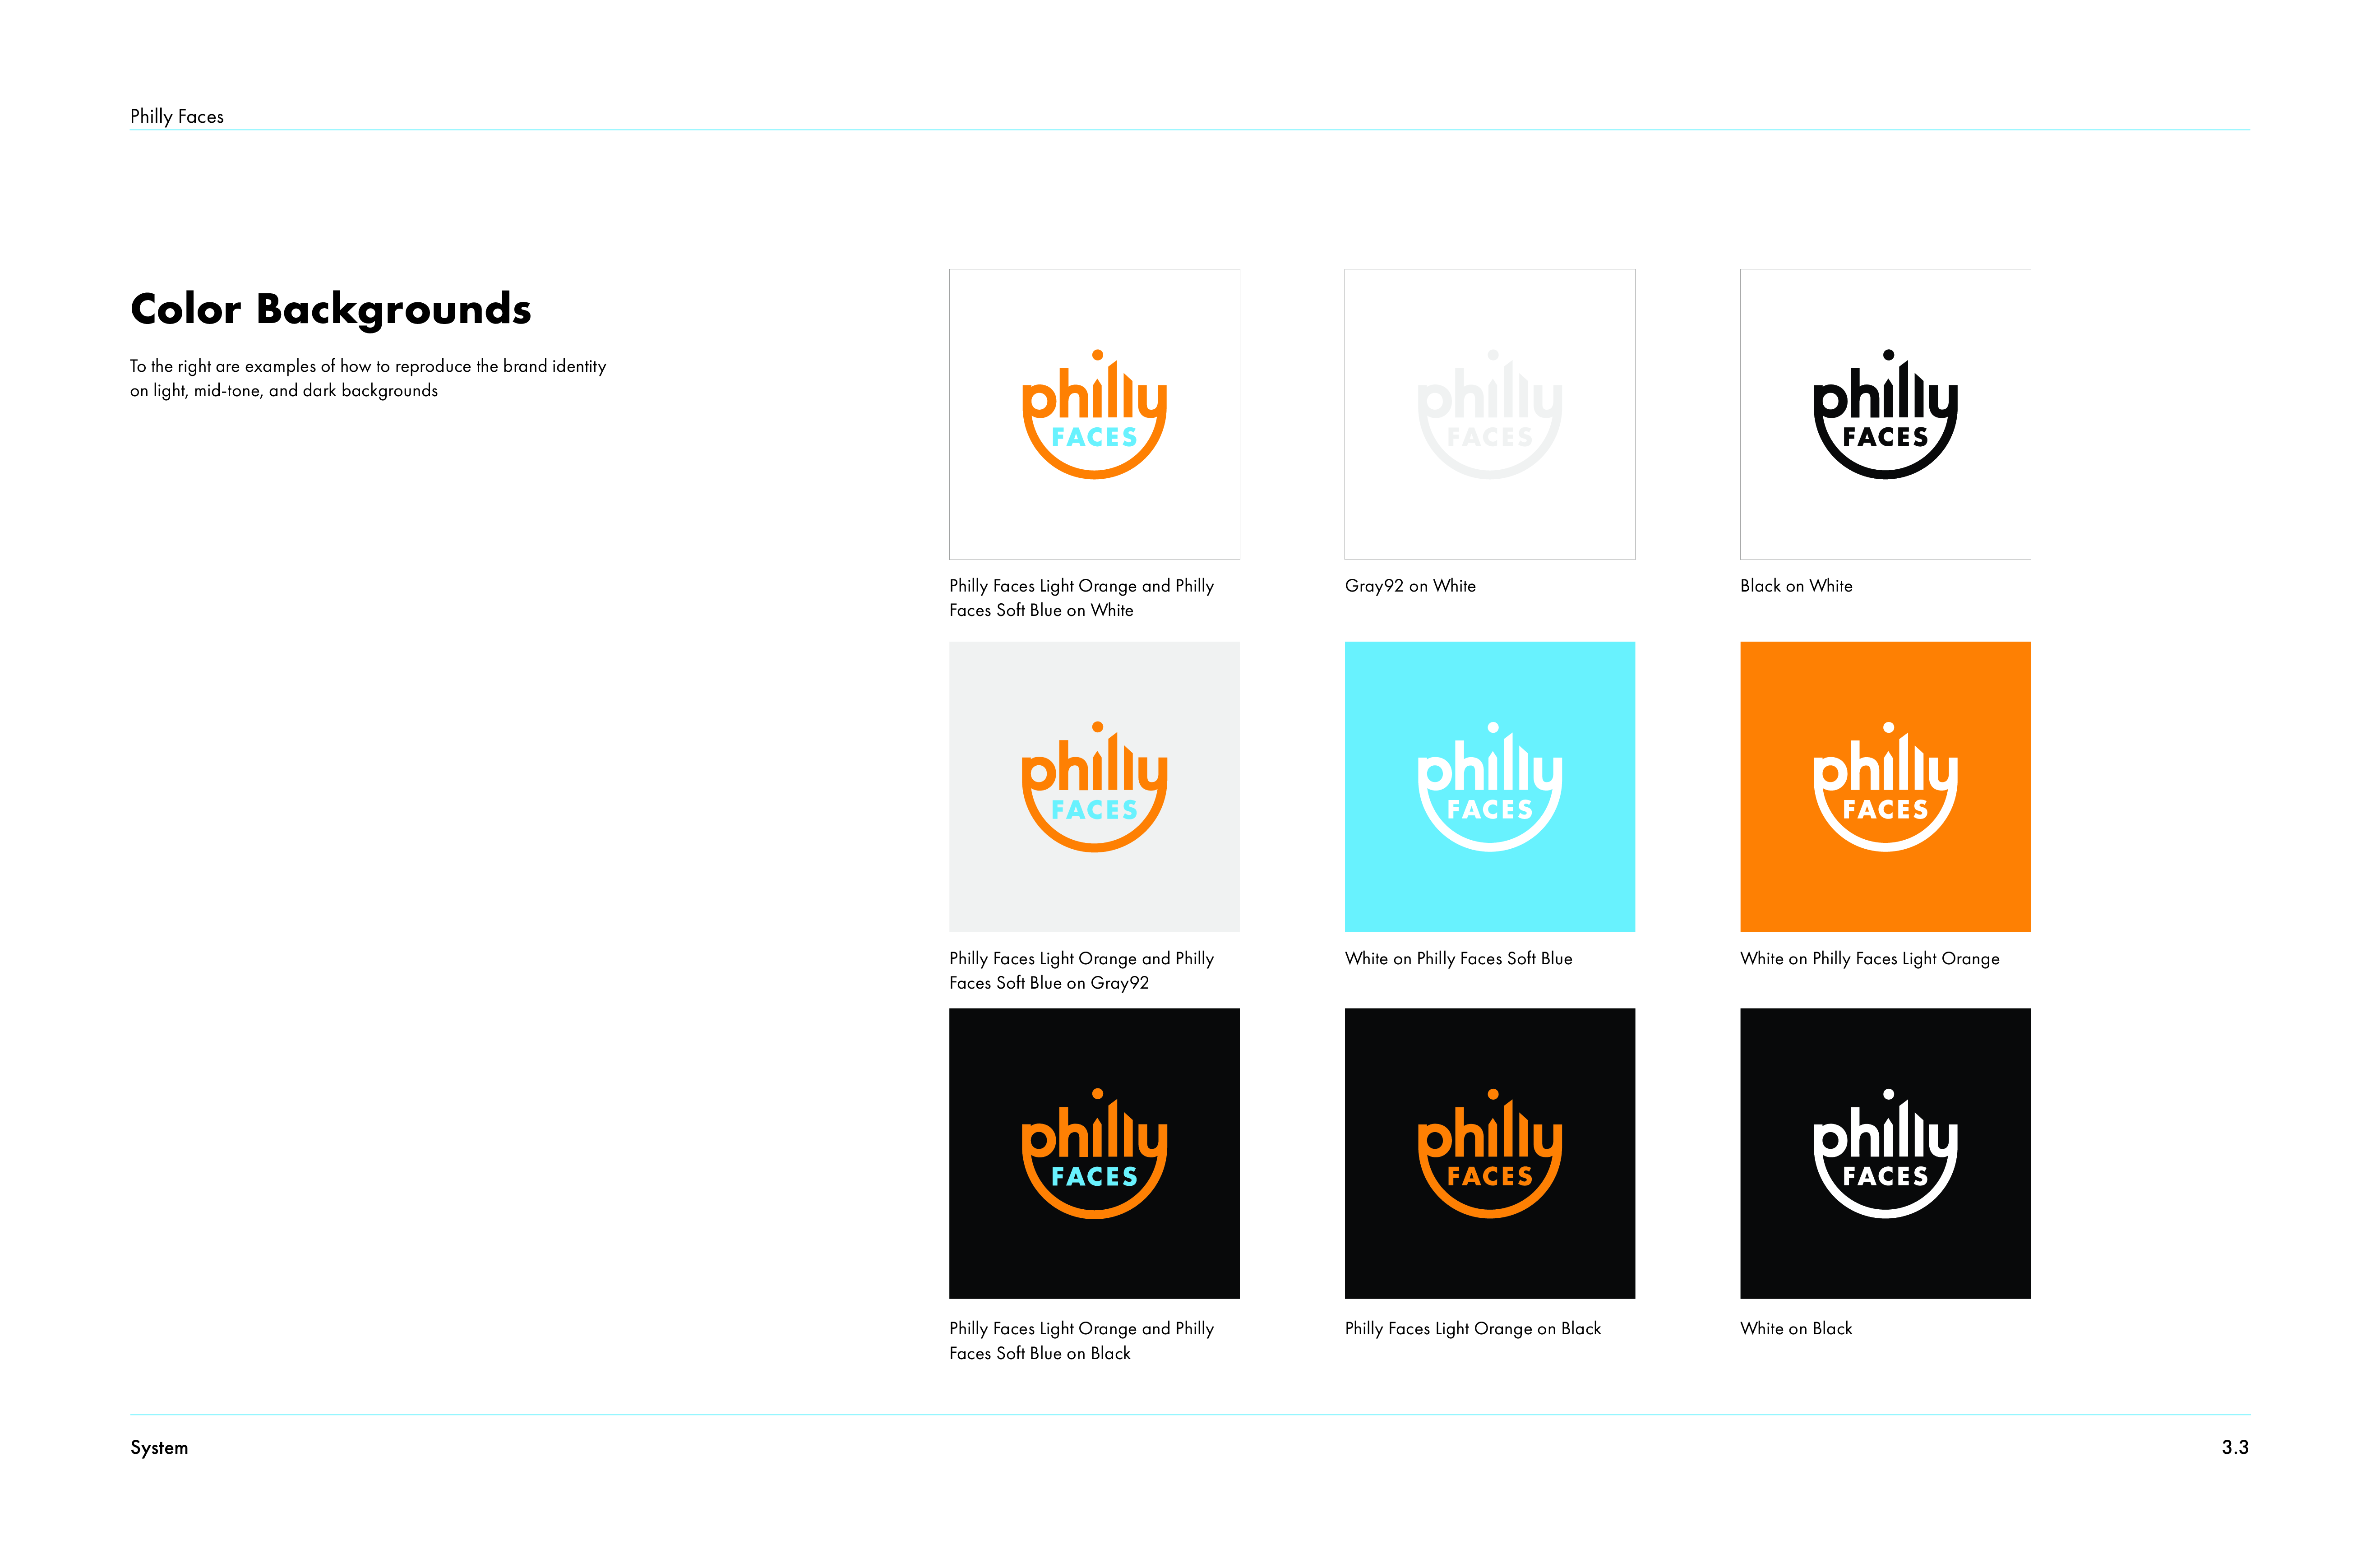 Philly Faces
Color Backgrounds
To the right are examples of how to reproduce the brand identity
on light, mid-tone, and dark backgrounds
philly
FACES
Philly Faces Light Orange and Philly
Faces Soft Blue on White
philly
FACES
Gray92 on White
philly
FACES
Black on White
philly
FACES
Philly Faces Light Orange and Philly
Faces Soft Blue on Gray92
philly
FACES
White on Philly Faces Soft Blue
philly
FACES
White on Philly Faces Light Orange
philly
FACES
Philly Faces Light Orange and Philly
Faces Soft Blue on Black
philly
FACES
Philly Faces Light Orange on Black
philly
FACES
White on Black
System
3.3